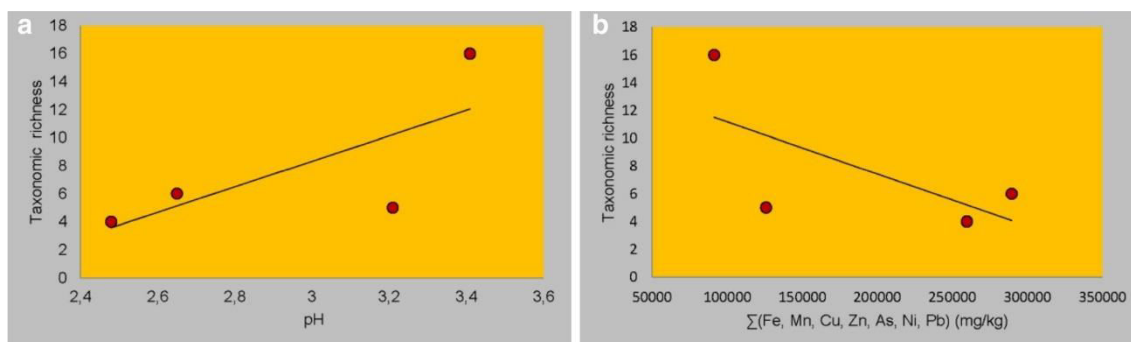 a
18
16
14
12
10
8
6
4
2
0
Taxonomic richness
2,4 2,6 2,8 3 3,2 3,4 3,6
pH
b
18
16
14
12
10
8
6
4
2
0
Taxonomic richness
50000 100000 150000 200000 250000 300000 350000
∑(Fe, Mn, Cu, Zn, As, Ni, Pb) (mg/kg)